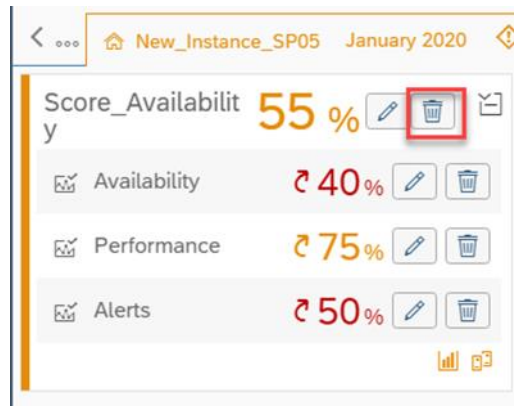 New_Instance_SP05 January 2020
Score_Availabilit
y
55 %
Availability 40%
Performance 75%
Alerts 50%